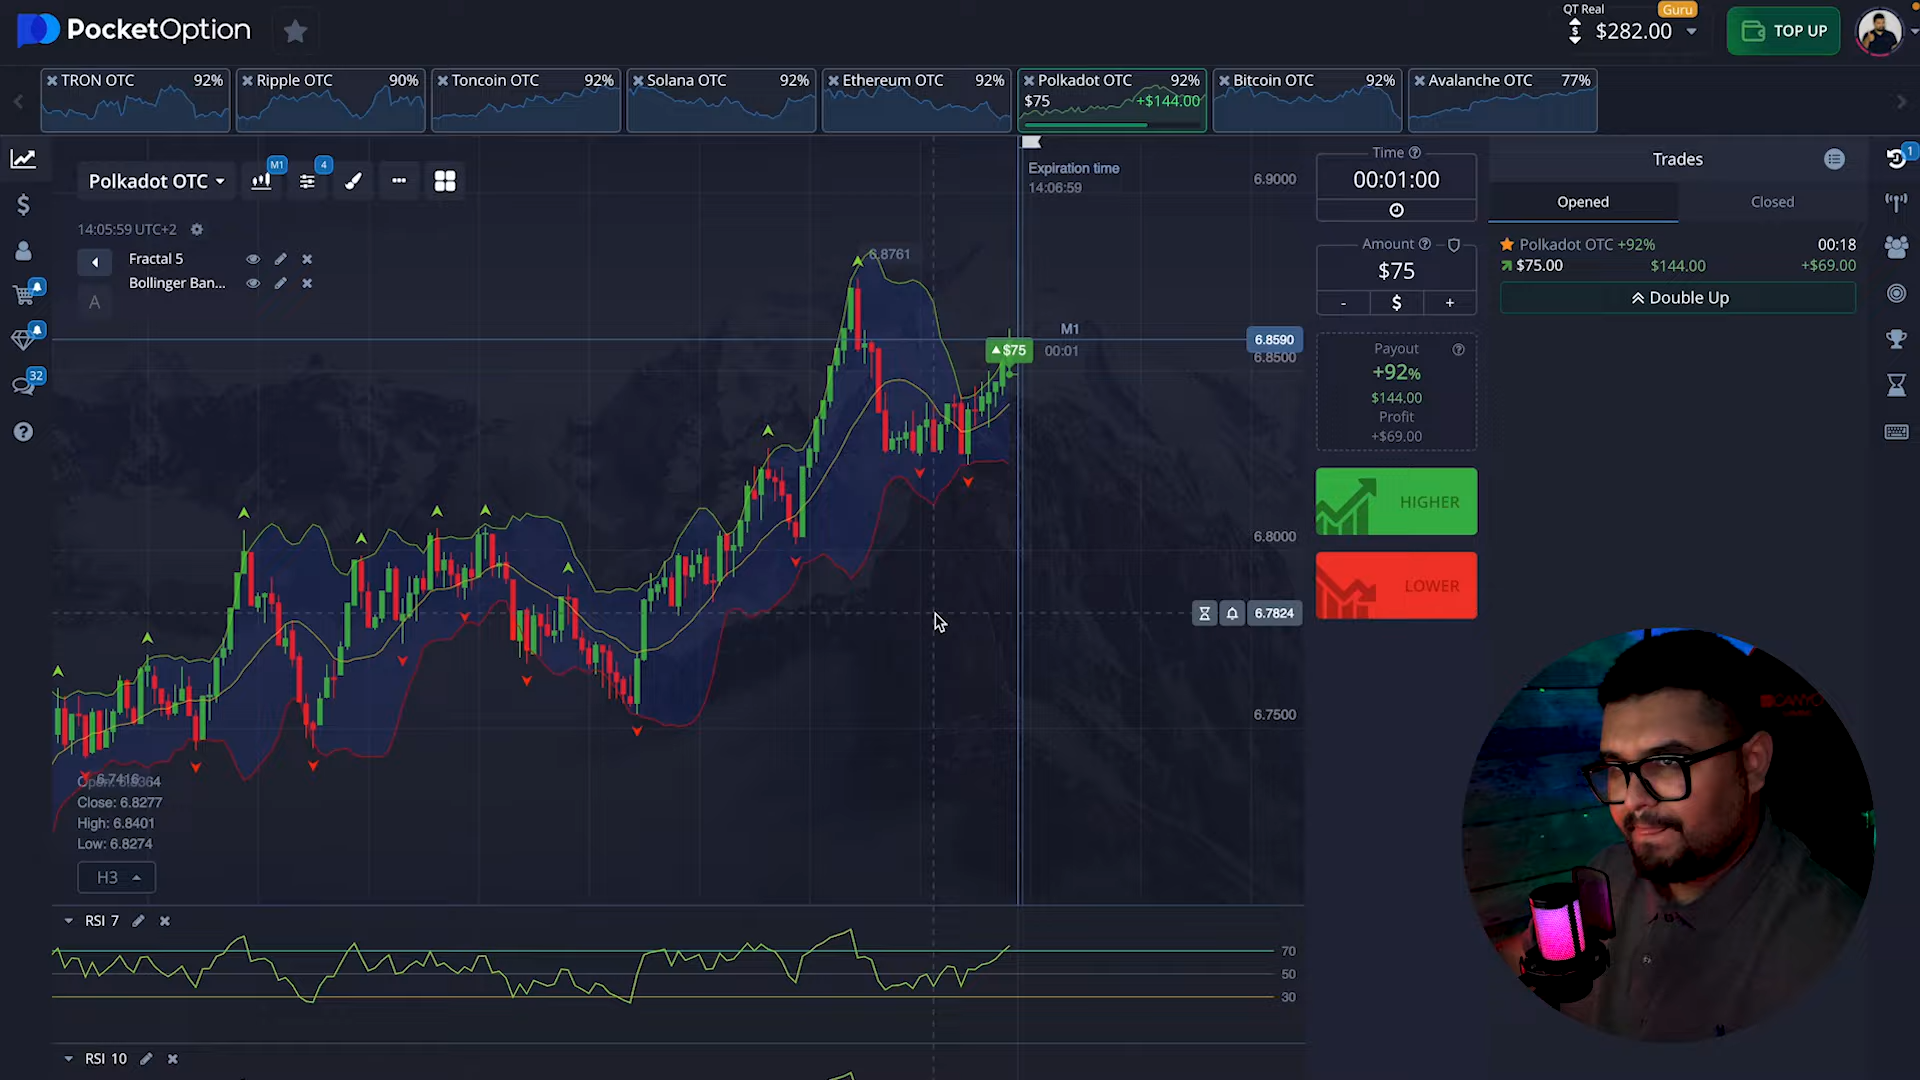 PocketOption
QT Real
Guru
$282.00
TOP UP
TRON OTC 92%
Ripple OTC 90%
Toncoin OTC 92%
Solana OTC 92%
Ethereum OTC 92%
Polkadot OTC 92%
$75 +$144.00
Bitcoin OTC 92%
Avalanche OTC 77%
Polkadot OTC
M1
4
14:05:59 UTC+2
Fractal 5
Bollinger Ban...
A
32
Expiration time
14:06:59
6.9000
6.8761
M1
00:01
$75
6.8590
6.8500
6.8000
6.7824
6.7500
6.7416
Close: 6.8277
High: 6.8401
Low: 6.8274
H3
RSI 7
70
50
30
RSI 10
Time
00:01:00
Amount
$75
- $ +
Payout
+92%
$144.00
Profit
+$69.00
HIGHER
LOWER
Trades
1
Opened
Closed
Polkadot OTC +92% 00:18
$75.00 $144.00 +$69.00
Double Up